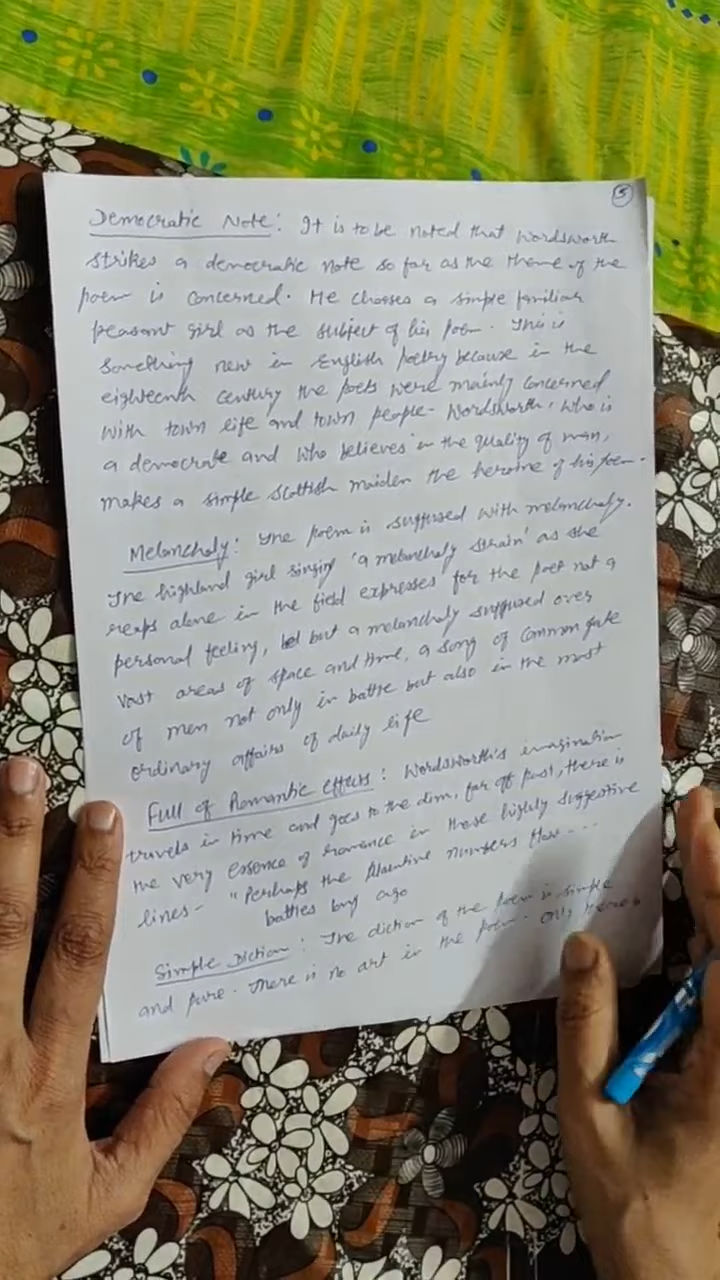 5
Democratic Note: It is to be noted that Wordsworth
strikes a democratic note so far as the theme of the
poem is concerned. He chooses a simple familiar
peasant girl as the subject of his poem. This is
something new in English poetry because in the
eighteenth century the poets were mainly concerned
with town life and town people. Wordsworth, who is
a democrate and who believes in the quality of man,
makes a simple scottish maiden the heroine of his poem.
Melancholy: The poem is suffused with melancholy.
The highland girl singing 'a melancholy strain' as she
reaps alone in the field expresses for the poet not a
personal feeling, but a melancholy suffused over
vast areas of space and time, a song of common fate
of men not only in battle but also in the most
ordinary affairs of daily life
Full of Romantic Effects: Wordsworth's imagination
travels in time and goes to the dim, far off past, there is
the very essence of romance in these highly suggestive
lines- "Perhaps the plaintive numbers flow ...
battles long ago
Simple Diction: The diction of the poem is simple
and pure. There is no art in the poem. Only